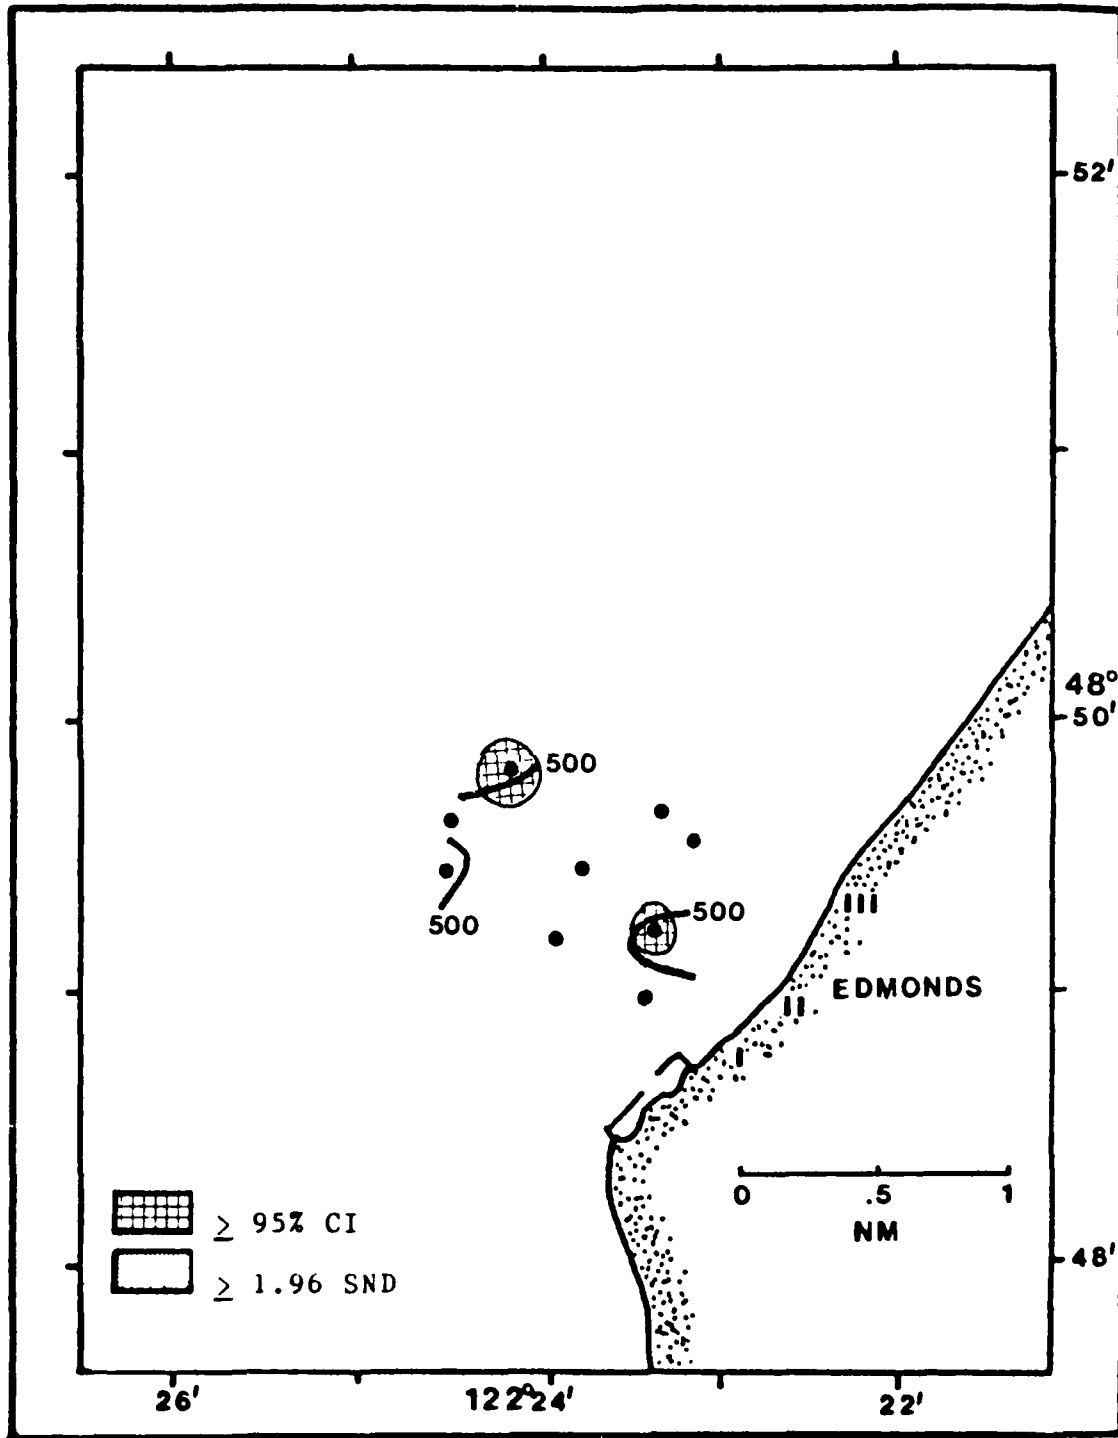 52'
48°
50'
500
500
500
III
EDMONDS
II
I
0 .5 1
NM
≥ 95% CI
≥ 1.96 SND
48'
26' 122°24' 22'